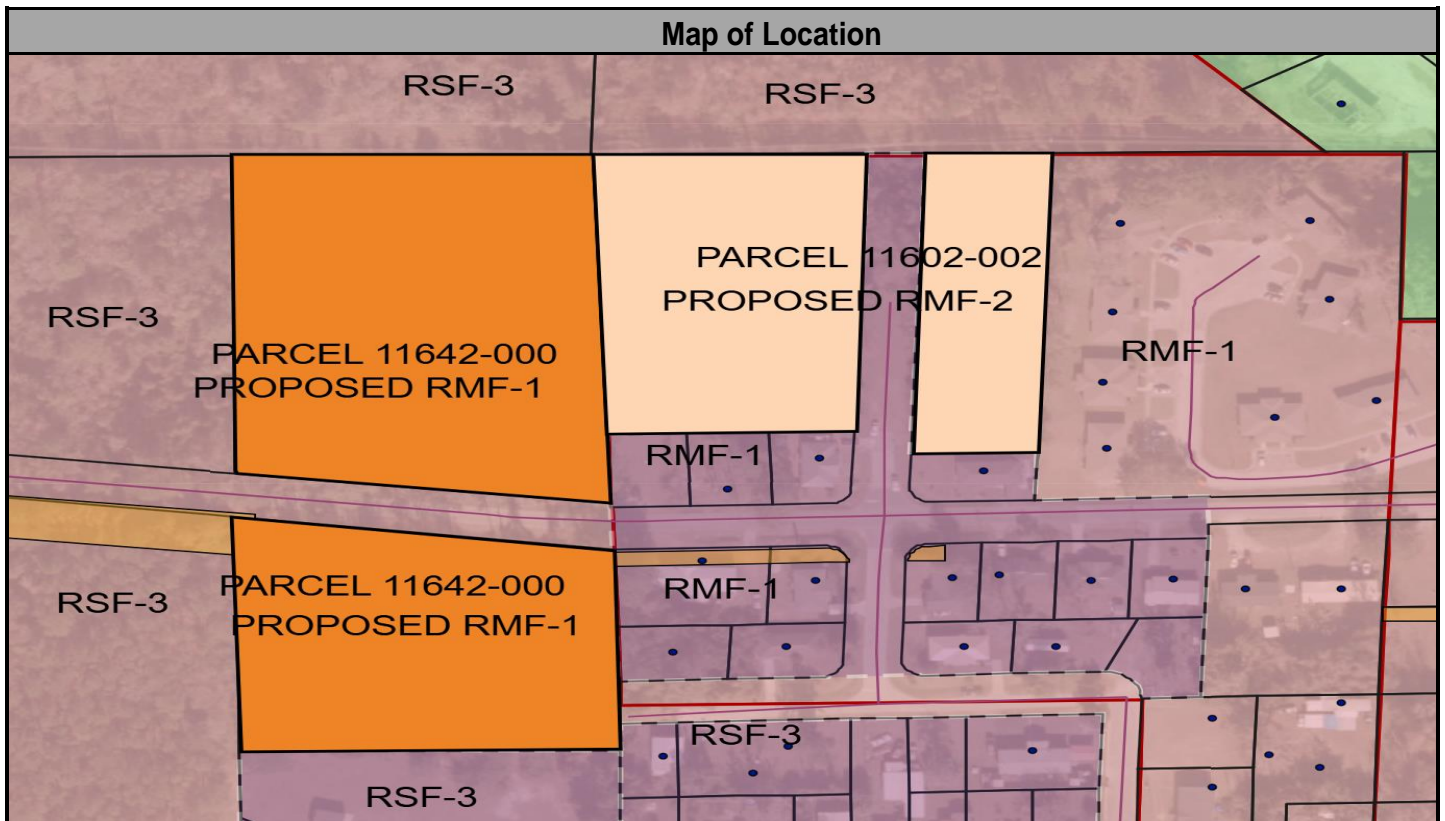 Map of Location
RSF-3
RSF-3
PARCEL 11602-002
PROPOSED RMF-2
RSF-3
PARCEL 11642-000
PROPOSED RMF-1
RMF-1
RMF-1
RSF-3
PARCEL 11642-000
PROPOSED RMF-1
RMF-1
RSF-3
RSF-3